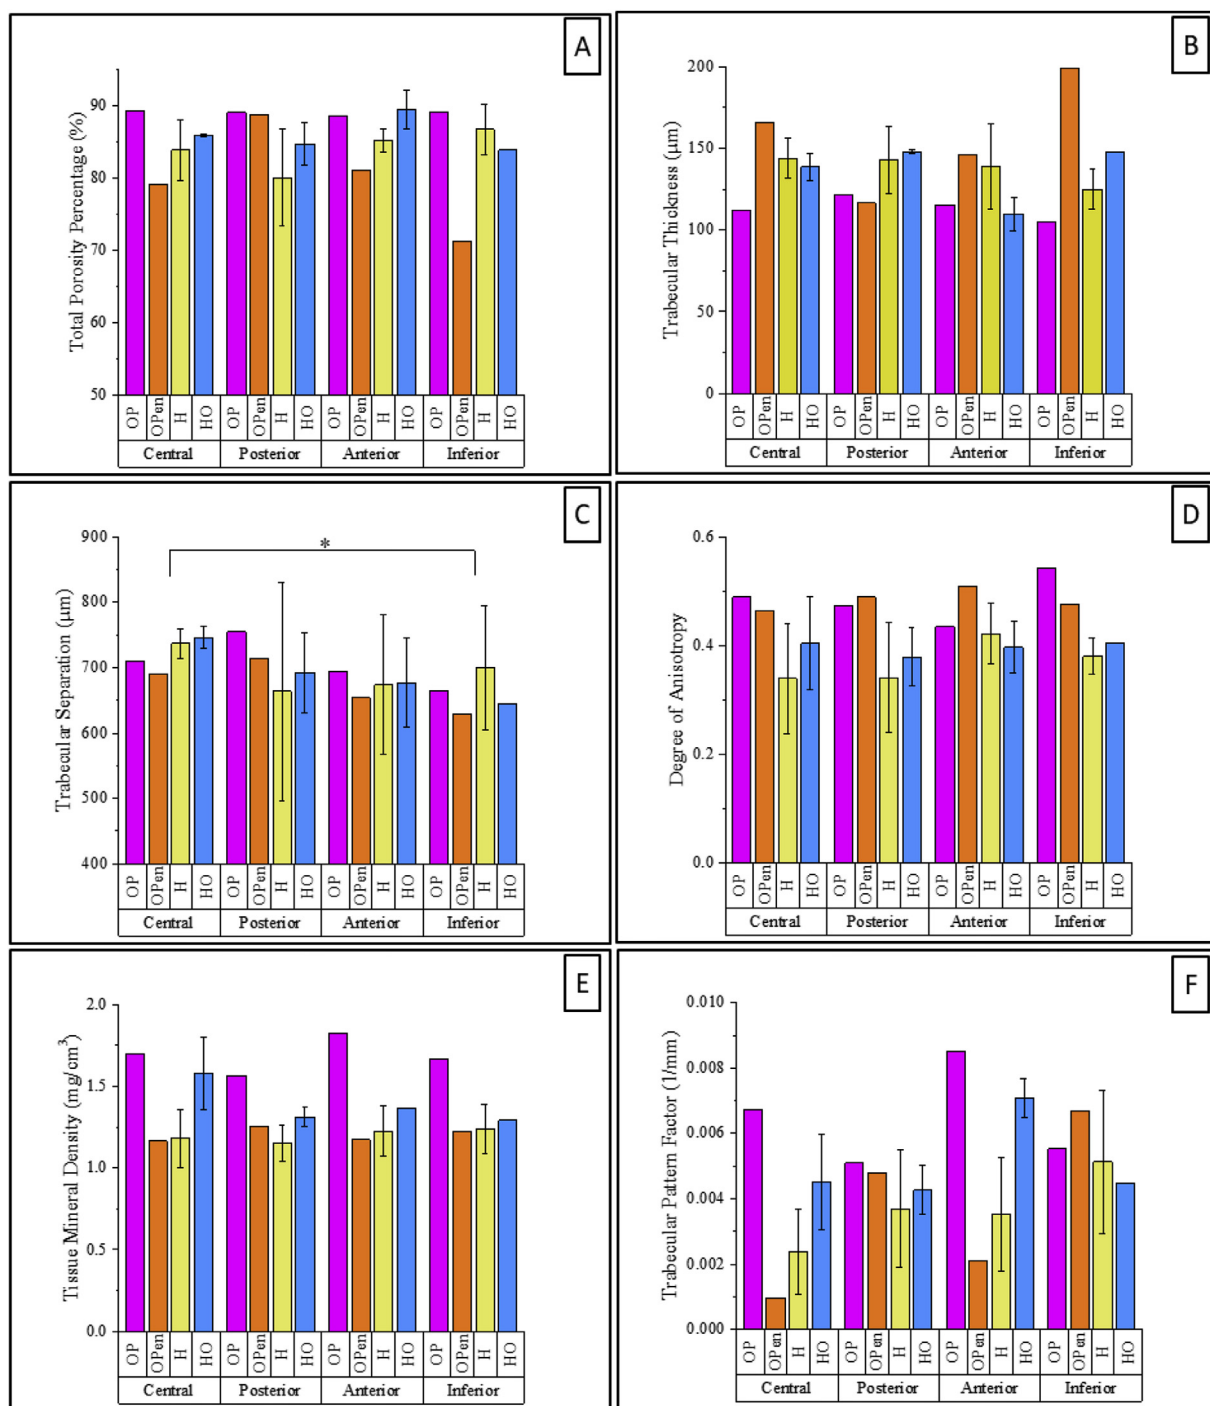 A
Total Porosity Percentage (%)
90
80
70
60
50
OP OPen H HO OP OPen H HO OP OPen H HO OP OPen H HO
Central Posterior Anterior Inferior
B
Trabecular Thickness (μm)
200
150
100
50
0
OP OPen H HO OP OPen H HO OP OPen H HO OP OPen H HO
Central Posterior Anterior Inferior
C
Trabecular Separation (μm)
900
800
700
600
500
400
*
OP OPen H HO OP OPen H HO OP OPen H HO OP OPen H HO
Central Posterior Anterior Inferior
D
Degree of Anisotropy
0.6
0.4
0.2
0.0
OP OPen H HO OP OPen H HO OP OPen H HO OP OPen H HO
Central Posterior Anterior Inferior
E
Tissue Mineral Density (mg/cm³)
2.0
1.5
1.0
0.5
0.0
OP OPen H HO OP OPen H HO OP OPen H HO OP OPen H HO
Central Posterior Anterior Inferior
F
Trabecular Pattern Factor (1/mm)
0.010
0.008
0.006
0.004
0.002
0.000
OP OPen H HO OP OPen H HO OP OPen H HO OP OPen H HO
Central Posterior Anterior Inferior